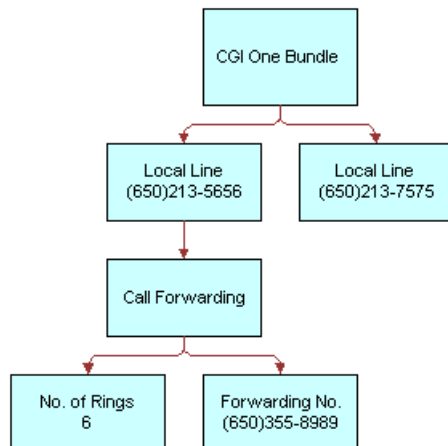 CGI One Bundle
Local Line
(650)213-5656
Local Line
(650)213-7575
Call Forwarding
No. of Rings
6
Forwarding No.
(650)355-8989